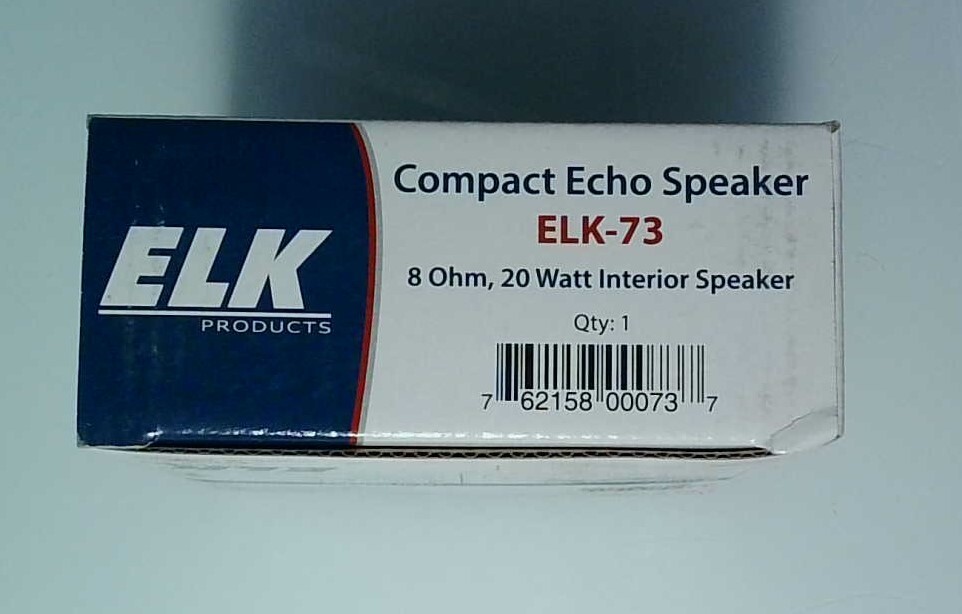 ELK
PRODUCTS
Compact Echo Speaker
ELK-73
8 Ohm, 20 Watt Interior Speaker
Qty: 1
7 62158 00073 7